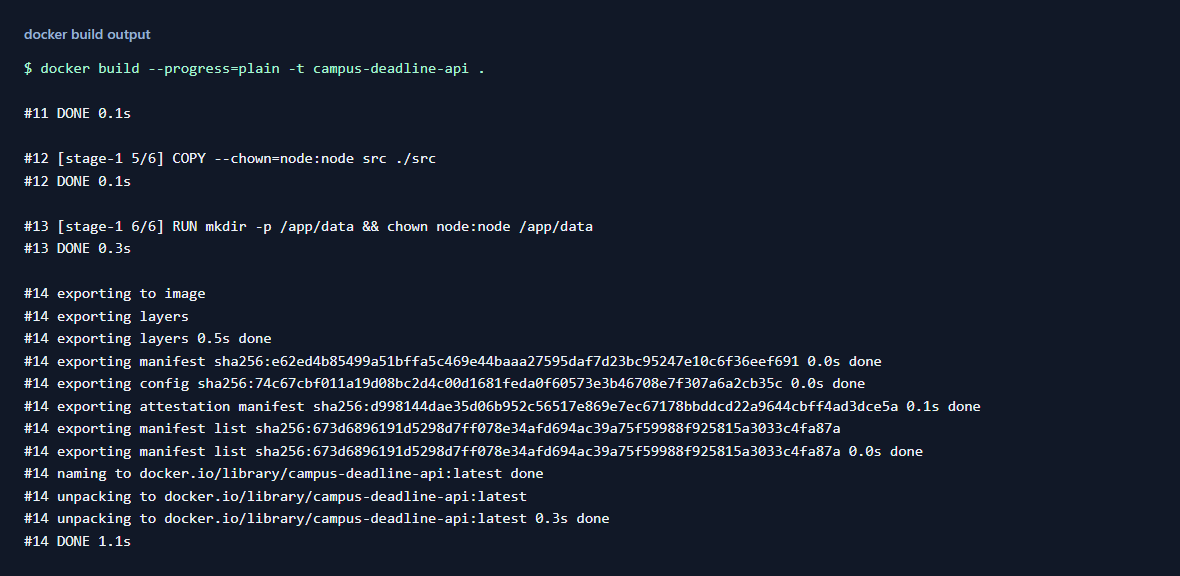 docker build output
$ docker build --progress=plain -t campus-deadline-api .
#11 DONE 0.1s
#12 [stage-1 5/6] COPY --chown=node:node src ./src
#12 DONE 0.1s
#13 [stage-1 6/6] RUN mkdir -p /app/data && chown node:node /app/data
#13 DONE 0.3s
#14 exporting to image
#14 exporting layers
#14 exporting layers 0.5s done
#14 exporting manifest sha256:e62ed4b85499a51bffa5c469e44baaa27595daf7d23bc95247e10c6f36eef691 0.0s done
#14 exporting config sha256:74c67cbf011a19d08bc2d4c00d1681feda0f60573e3b46708e7f307a6a2cb35c 0.0s done
#14 exporting attestation manifest sha256:d998144dae35d06b952c56517e869e7ec67178bbddcd22a9644cbff4ad3dce5a 0.1s done
#14 exporting manifest list sha256:673d6896191d5298d7ff078e34afd694ac39a75f59988f925815a3033c4fa87a
#14 exporting manifest list sha256:673d6896191d5298d7ff078e34afd694ac39a75f59988f925815a3033c4fa87a 0.0s done
#14 naming to docker.io/library/campus-deadline-api:latest done
#14 unpacking to docker.io/library/campus-deadline-api:latest
#14 unpacking to docker.io/library/campus-deadline-api:latest 0.3s done
#14 DONE 1.1s